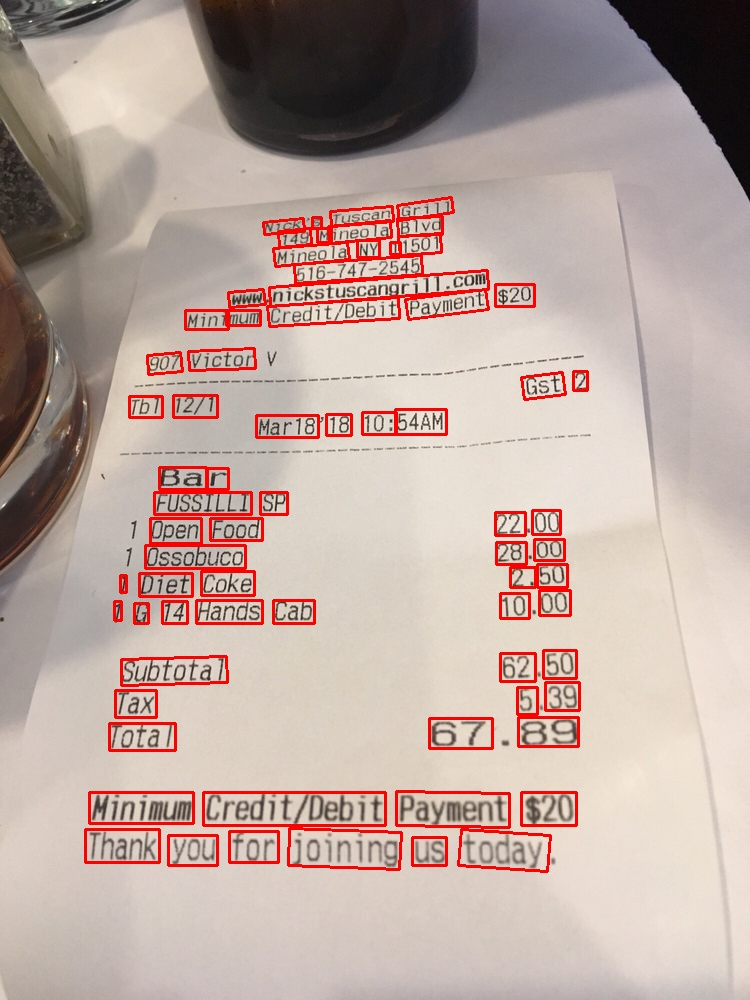 Nick's Tuscan Grill
149 Mineola Blvd
Mineola NY 11501
516-747-2545
www.nickstuscangrill.com
Minimum Credit/Debit Payment $20
907 Victor V
Tbl 12/1 Gst 2
Mar18'18 10:54AM
Bar
FUSSILLI SP
1 Open Food 22.00
1 Ossobuco 28.00
1 Diet Coke 2.50
1 G 14 Hands Cab 10.00
Subtotal 62.50
Tax 5.39
Total 67.89
Minimum Credit/Debit Payment $20
Thank you for joining us today.